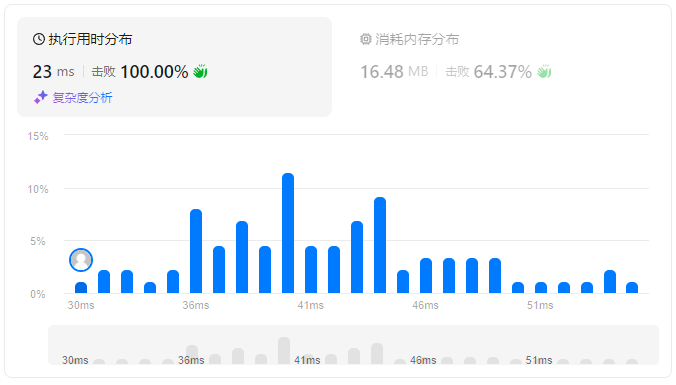 执行用时分布
23 ms 击败 100.00%
复杂度分析
消耗内存分布
16.48 MB 击败 64.37%
15%
10%
5%
0%
30ms 36ms 41ms 46ms 51ms
30ms 36ms 41ms 46ms 51ms